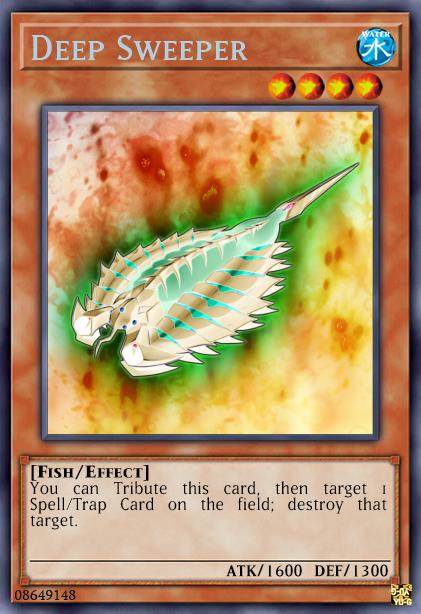 Deep Sweeper
WATER
水
[Fish/Effect]
You can Tribute this card, then target 1
Spell/Trap Card on the field; destroy that
target.
ATK/1600 DEF/1300
08649148